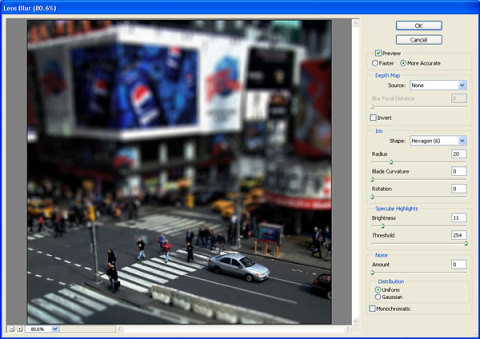 Lens Blur (80.6%)
OK
Cancel
Preview
Faster
More Accurate
Depth Map
Source: None
Blur Focal Distance 0
Invert
Iris
Shape: Hexagon (6)
Radius 20
Blade Curvature 0
Rotation 0
Specular Highlights
Brightness 11
Threshold 254
Noise
Amount 0
Distribution
Uniform
Gaussian
Monochromatic
80.6%